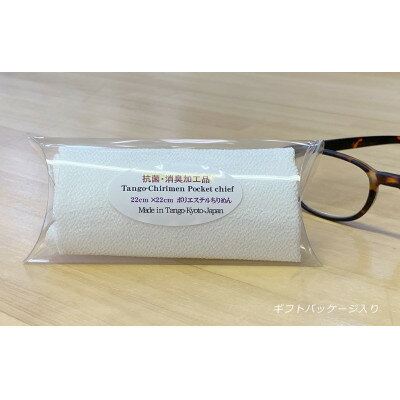 抗菌・消臭加工品
Tango-Chirimen Pocket chief
22cm×22cm ポリエステルちりめん
Made in Tango-Kyoto-Japan
ギフトパッケージ入り